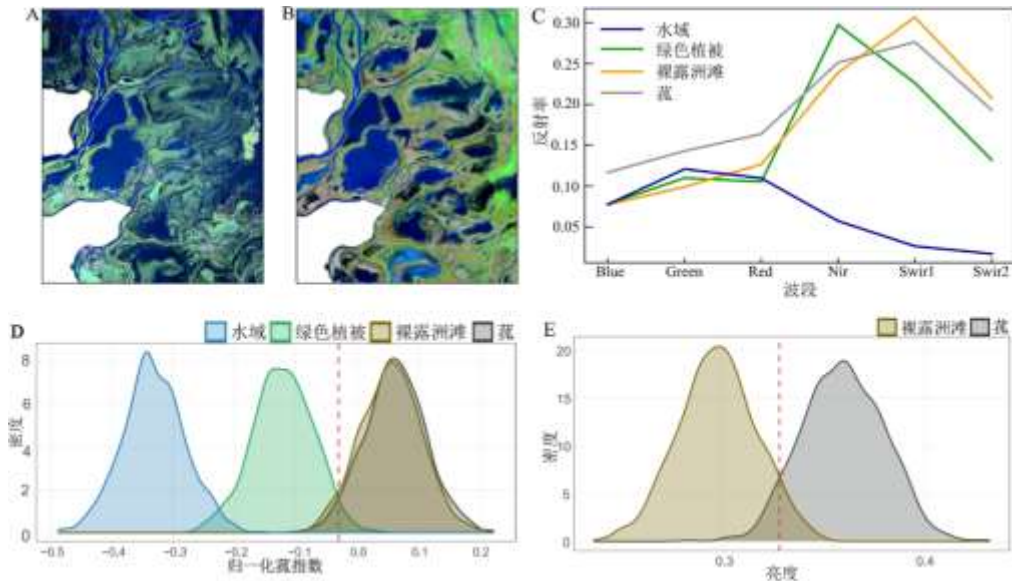 A
B
C
水域
绿色植被
裸露洲滩
菰
反射率
0.30
0.25
0.20
0.15
0.10
0.05
Blue Green Red Nir Swir1 Swir2
波段
D
水域 绿色植被 裸露洲滩 菰
密度
8
6
4
2
0
−0.5 −0.4 −0.3 −0.2 −0.1 0.0 0.1 0.2
归一化菰指数
E
裸露洲滩 菰
密度
20
15
10
5
0
0.3 0.4
亮度